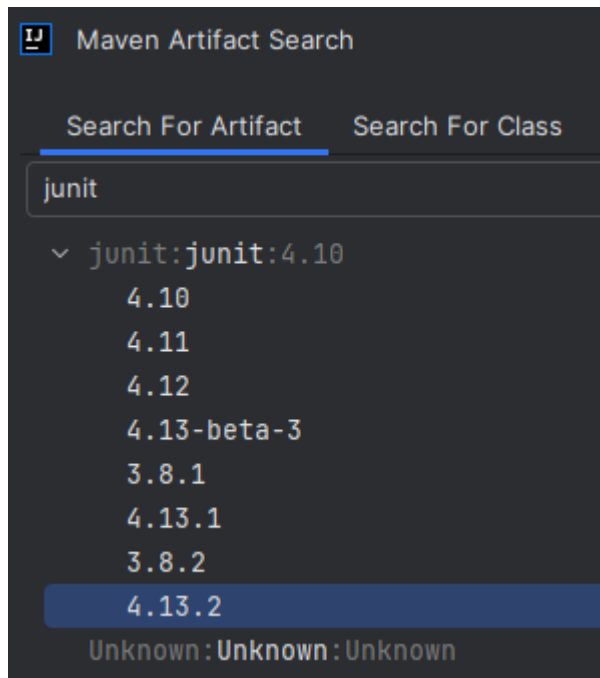 IJ Maven Artifact Search
Search For Artifact Search For Class
junit
junit:junit:4.10
4.10
4.11
4.12
4.13-beta-3
3.8.1
4.13.1
3.8.2
4.13.2
Unknown:Unknown:Unknown